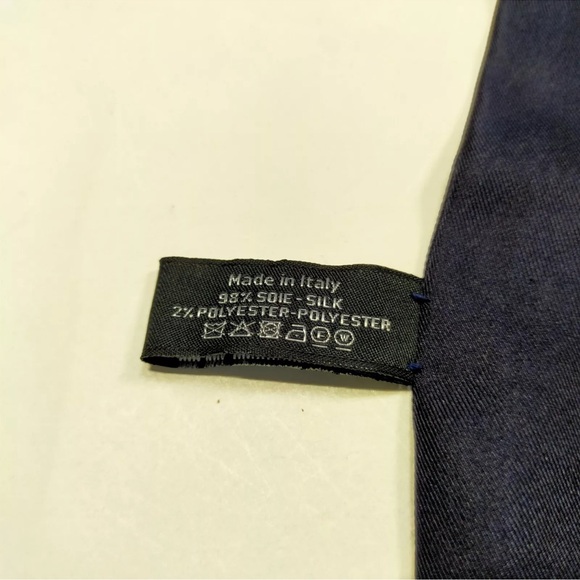 Made in Italy
98% SOIE - SILK
2% POLYESTER-POLYESTER
F W